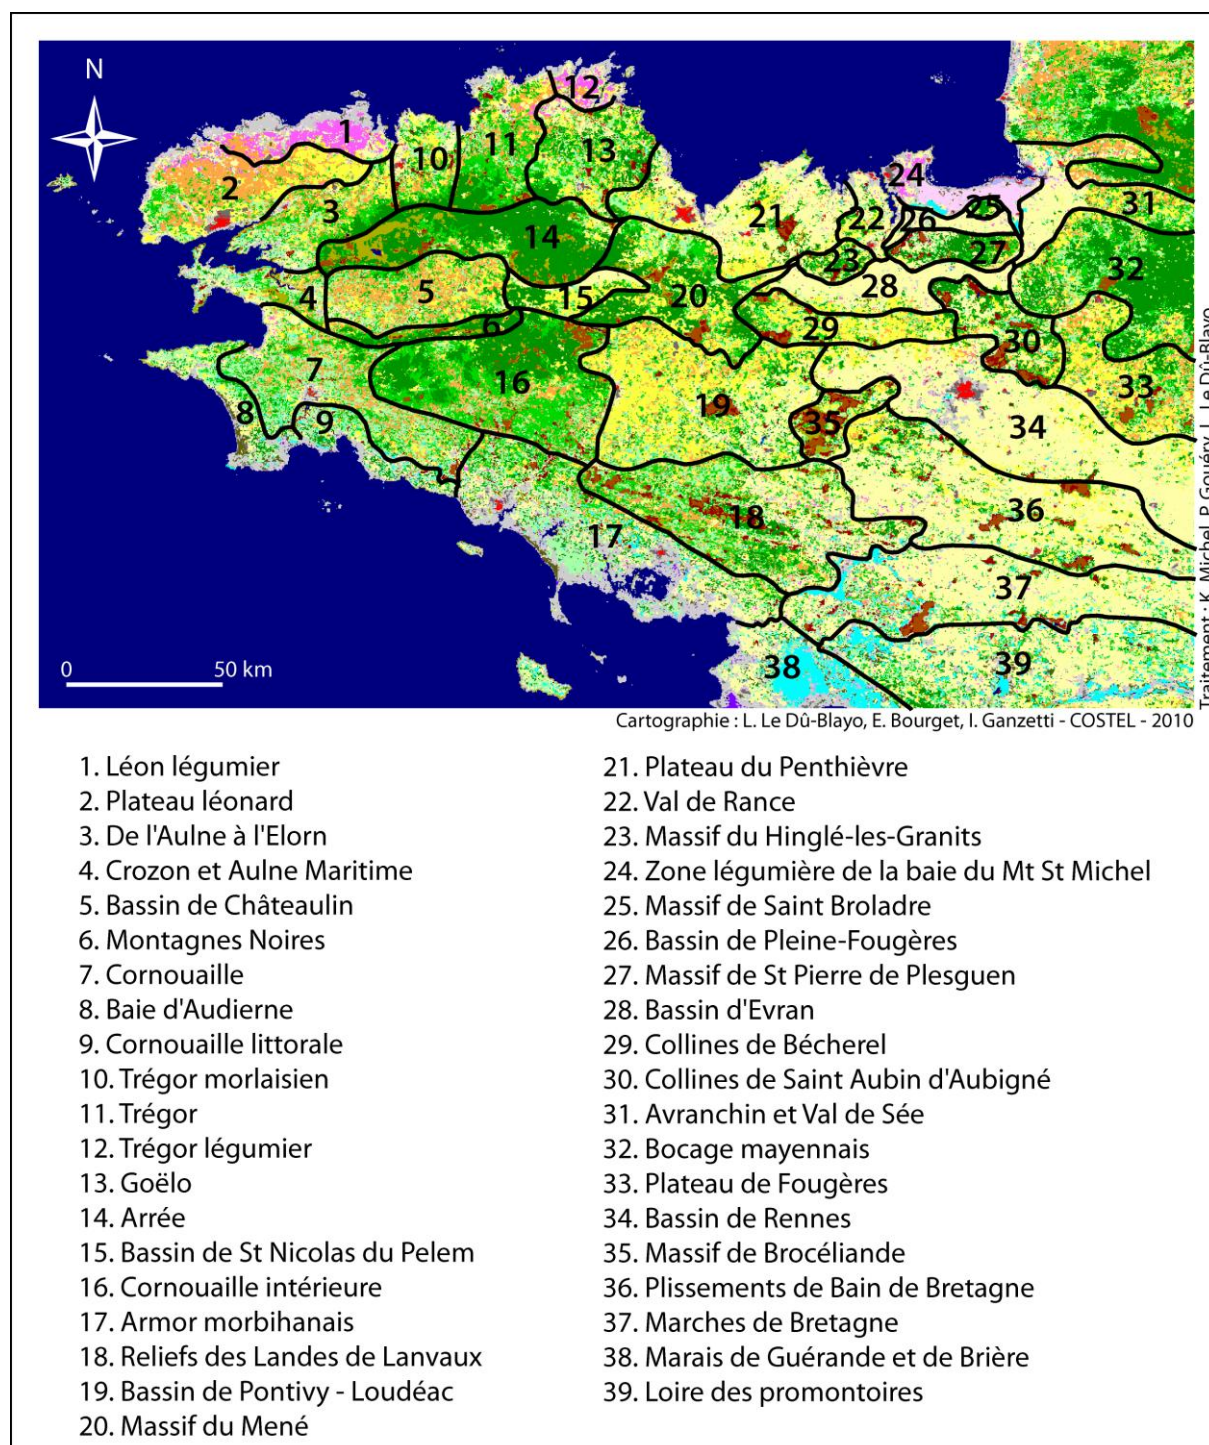 N
12
1
11
10
13
2
24
3
21
22
25
26
31
14
23
27
32
4
5
15
20
28
6
29
30
7
16
33
8
9
19
35
34
18
36
17
37
38
39
0 50 km
Traitement : K. Michel, P. Gouéry, L. Le Dû-Blayo
Cartographie : L. Le Dû-Blayo, E. Bourget, I. Ganzetti - COSTEL - 2010
1. Léon légumier
2. Plateau léonard
3. De l'Aulne à l'Elorn
4. Crozon et Aulne Maritime
5. Bassin de Châteaulin
6. Montagnes Noires
7. Cornouaille
8. Baie d'Audierne
9. Cornouaille littorale
10. Trégor morlaisien
11. Trégor
12. Trégor légumier
13. Goëlo
14. Arrée
15. Bassin de St Nicolas du Pelem
16. Cornouaille intérieure
17. Armor morbihanais
18. Reliefs des Landes de Lanvaux
19. Bassin de Pontivy - Loudéac
20. Massif du Mené
21. Plateau du Penthièvre
22. Val de Rance
23. Massif du Hinglé-les-Granits
24. Zone légumière de la baie du Mt St Michel
25. Massif de Saint Broladre
26. Bassin de Pleine-Fougères
27. Massif de St Pierre de Plesguen
28. Bassin d'Evran
29. Collines de Bécherel
30. Collines de Saint Aubin d'Aubigné
31. Avranchin et Val de Sée
32. Bocage mayennais
33. Plateau de Fougères
34. Bassin de Rennes
35. Massif de Brocéliande
36. Plissements de Bain de Bretagne
37. Marches de Bretagne
38. Marais de Guérande et de Brière
39. Loire des promontoires